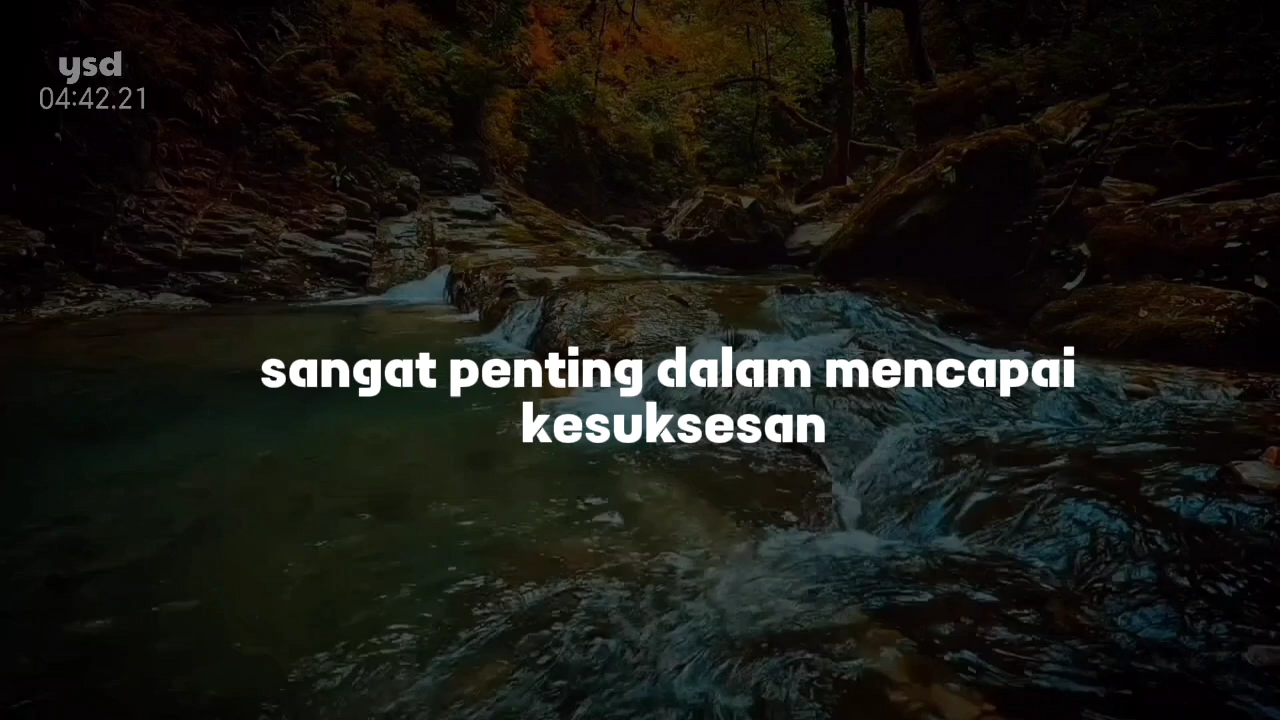 ysd
04:42.21
sangat penting dalam mencapai
kesuksesan